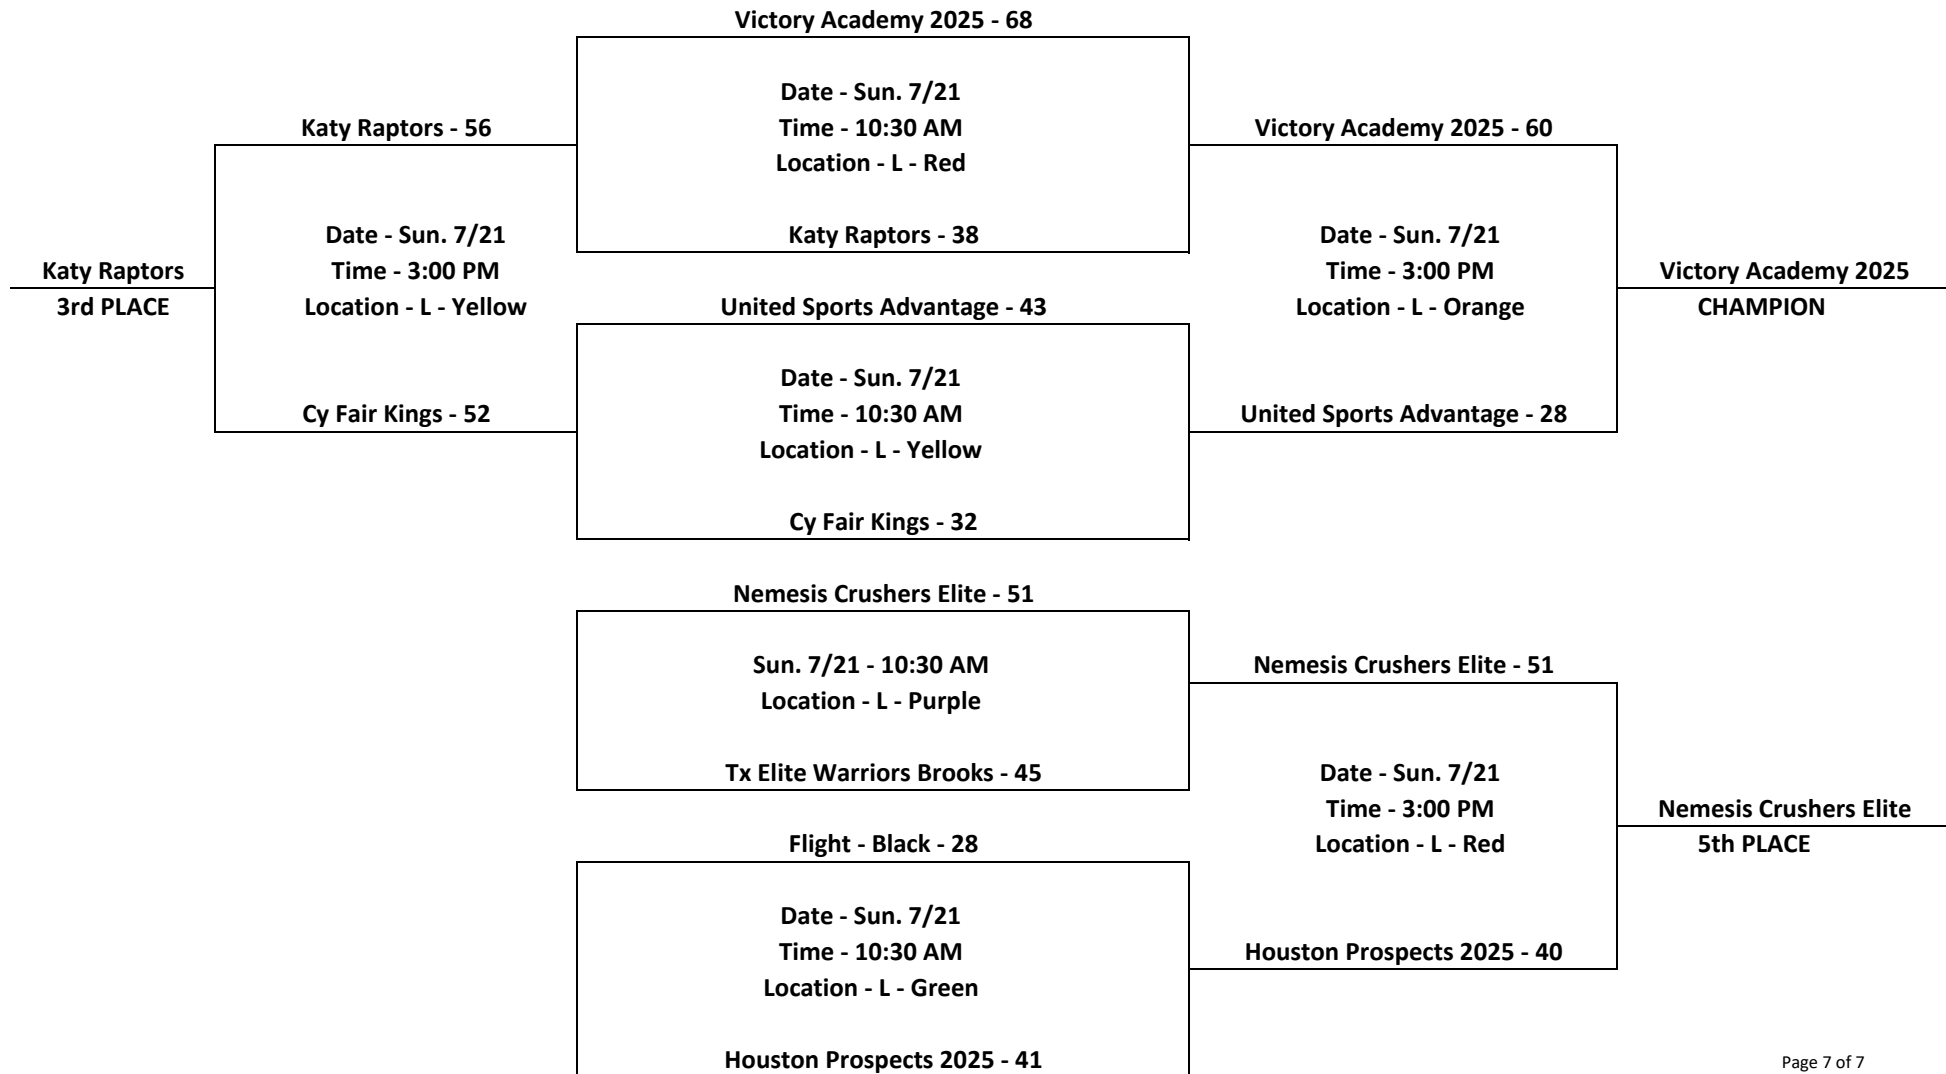 Victory Academy 2025 - 68
Date - Sun. 7/21
Time - 10:30 AM
Location - L - Red
Katy Raptors - 38
Katy Raptors - 56
Date - Sun. 7/21
Time - 3:00 PM
Location - L - Yellow
Cy Fair Kings - 52
Katy Raptors
3rd PLACE
United Sports Advantage - 43
Date - Sun. 7/21
Time - 10:30 AM
Location - L - Yellow
Cy Fair Kings - 32
Victory Academy 2025 - 60
Date - Sun. 7/21
Time - 3:00 PM
Location - L - Orange
United Sports Advantage - 28
Victory Academy 2025
CHAMPION
Nemesis Crushers Elite - 51
Sun. 7/21 - 10:30 AM
Location - L - Purple
Tx Elite Warriors Brooks - 45
Flight - Black - 28
Date - Sun. 7/21
Time - 10:30 AM
Location - L - Green
Houston Prospects 2025 - 41
Nemesis Crushers Elite - 51
Date - Sun. 7/21
Time - 3:00 PM
Location - L - Red
Houston Prospects 2025 - 40
Nemesis Crushers Elite
5th PLACE
Page 7 of 7